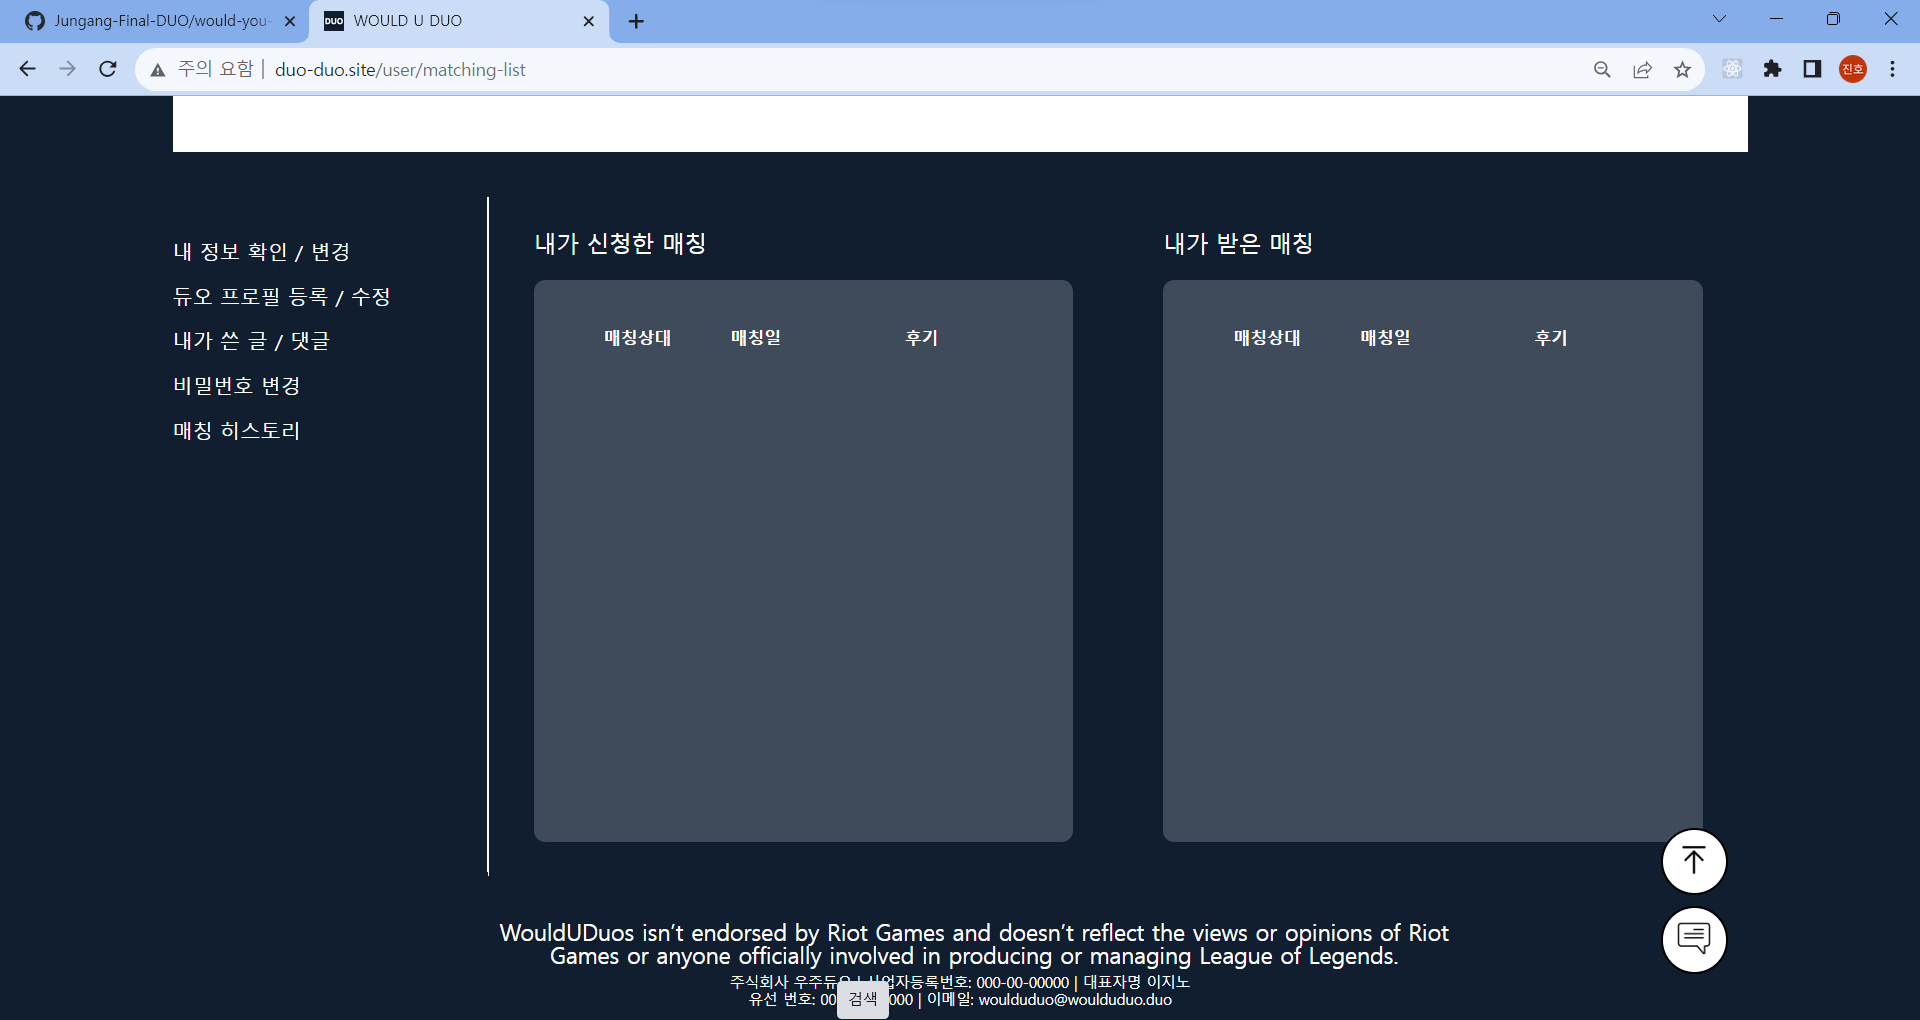 Jungang-Final-DUO/would-you-
DUO WOULD U DUO
주의 요함 | duo-duo.site/user/matching-list
진호
내 정보 확인 / 변경
듀오 프로필 등록 / 수정
내가 쓴 글 / 댓글
비밀번호 변경
매칭 히스토리
내가 신청한 매칭
매칭상대 매칭일 후기
내가 받은 매칭
매칭상대 매칭일 후기
WouldUDuos isn’t endorsed by Riot Games and doesn’t reflect the views or opinions of Riot
Games or anyone officially involved in producing or managing League of Legends.
주식회사 우주듀오 | 사업자등록번호: 000-00-00000 | 대표자명 이지노
유선 번호: 00 000 | 이메일: woulduduo@woulduduo.duo
검색